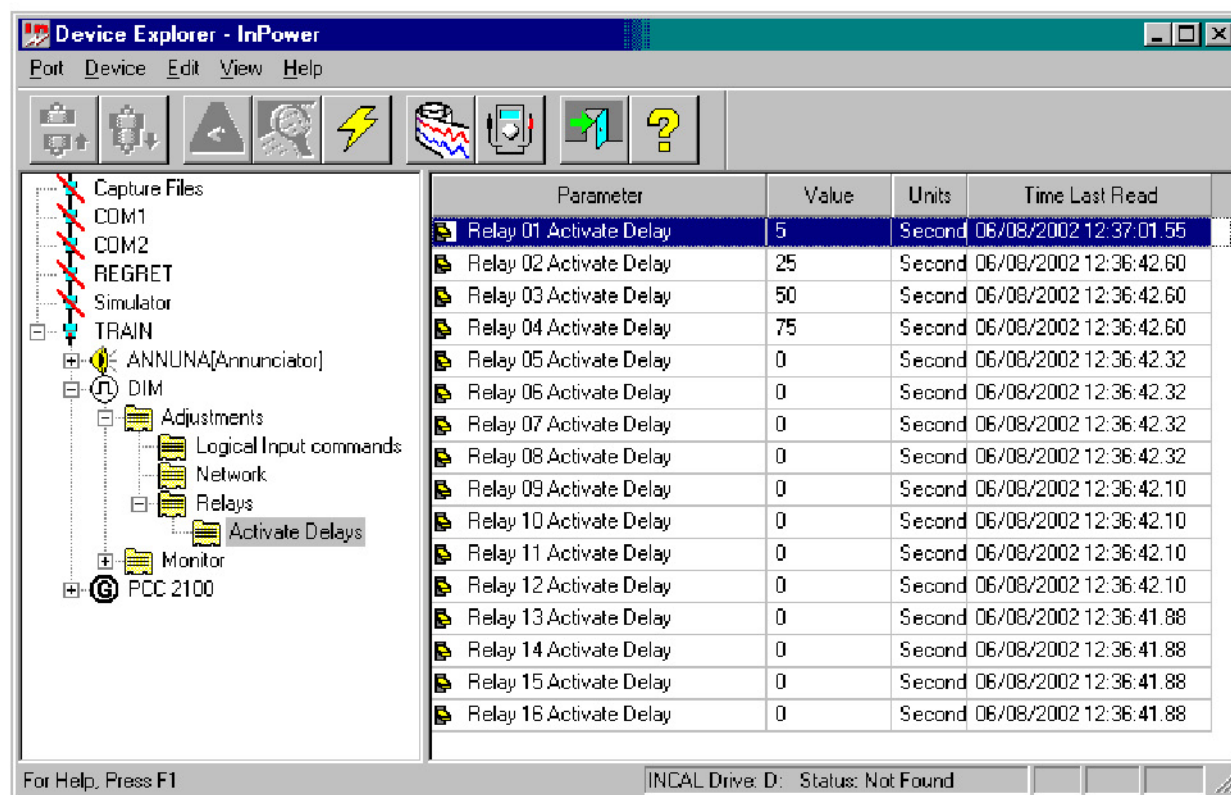 Device Explorer - InPower
Port Device Edit View Help
Capture Files
COM1
COM2
REGRET
Simulator
TRAIN
ANNUNA[Annunciator]
DIM
Adjustments
Logical Input commands
Network
Relays
Activate Delays
Monitor
PCC 2100
Parameter Value Units Time Last Read
Relay 01 Activate Delay 5 Second 06/08/2002 12:37:01.55
Relay 02 Activate Delay 25 Second 06/08/2002 12:36:42.60
Relay 03 Activate Delay 50 Second 06/08/2002 12:36:42.60
Relay 04 Activate Delay 75 Second 06/08/2002 12:36:42.60
Relay 05 Activate Delay 0 Second 06/08/2002 12:36:42.32
Relay 06 Activate Delay 0 Second 06/08/2002 12:36:42.32
Relay 07 Activate Delay 0 Second 06/08/2002 12:36:42.32
Relay 08 Activate Delay 0 Second 06/08/2002 12:36:42.32
Relay 09 Activate Delay 0 Second 06/08/2002 12:36:42.10
Relay 10 Activate Delay 0 Second 06/08/2002 12:36:42.10
Relay 11 Activate Delay 0 Second 06/08/2002 12:36:42.10
Relay 12 Activate Delay 0 Second 06/08/2002 12:36:42.10
Relay 13 Activate Delay 0 Second 06/08/2002 12:36:41.88
Relay 14 Activate Delay 0 Second 06/08/2002 12:36:41.88
Relay 15 Activate Delay 0 Second 06/08/2002 12:36:41.88
Relay 16 Activate Delay 0 Second 06/08/2002 12:36:41.88
For Help, Press F1
INCAL Drive: D: Status: Not Found